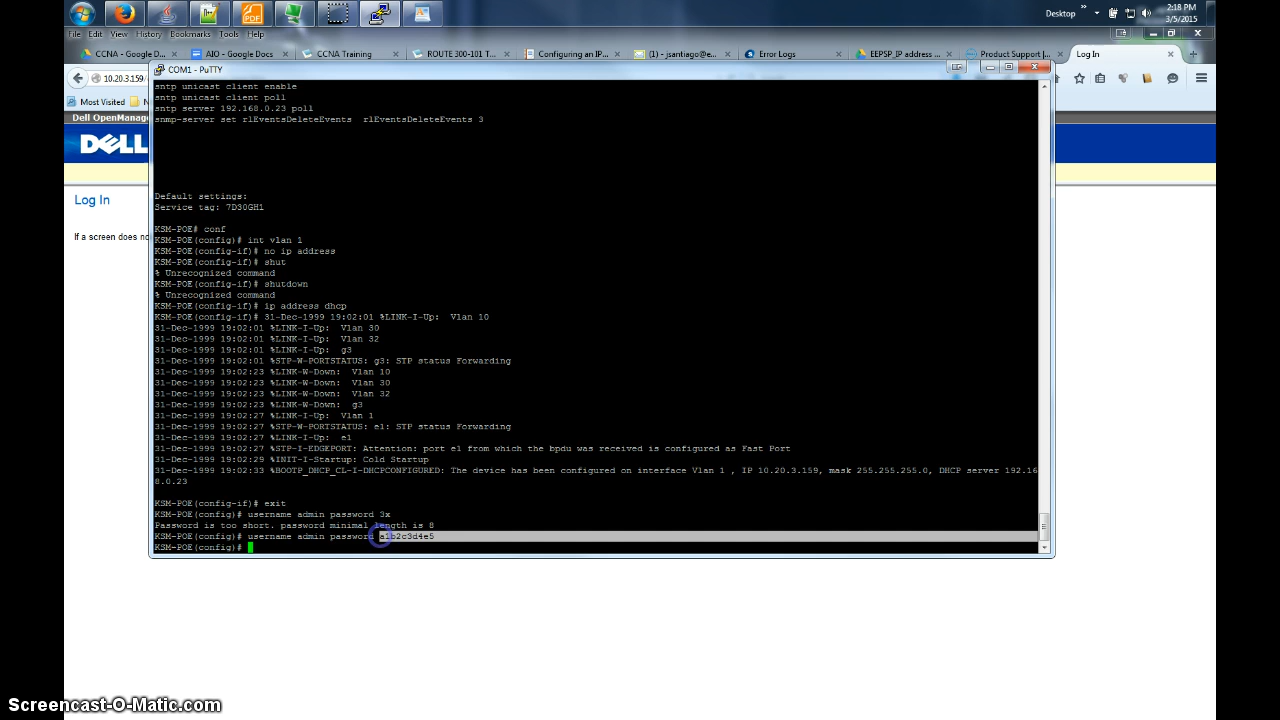 Desktop
»
2:18 PM
3/5/2015
File Edit View History Bookmarks Tools Help
CCNA - Google D...
AIO - Google Docs
CCNA Training
ROUTE 300-101 T...
Configuring an IP...
(1) - jsantiago@e...
Error Logs
EEPSP_IP address ...
Product Support |...
Log In
10.20.3.159/
Most Visited
Dell OpenManag
DELL
Log In
If a screen does no
COM1 - PuTTY
sntp unicast client enable
sntp unicast client poll
sntp server 192.168.0.23 poll
snmp-server set rlEventsDeleteEvents  rlEventsDeleteEvents 3
Default settings:
Service tag: 7D30GH1
KSM-POE# conf
KSM-POE(config)# int vlan 1
KSM-POE(config-if)# no ip address
KSM-POE(config-if)# shut
% Unrecognized command
KSM-POE(config-if)# shutdown
% Unrecognized command
KSM-POE(config-if)# ip address dhcp
KSM-POE(config-if)# 31-Dec-1999 19:02:01 %LINK-I-Up:  Vlan 10
31-Dec-1999 19:02:01 %LINK-I-Up:  Vlan 30
31-Dec-1999 19:02:01 %LINK-I-Up:  Vlan 32
31-Dec-1999 19:02:01 %LINK-I-Up:  g3
31-Dec-1999 19:02:01 %STP-W-PORTSTATUS: g3: STP status Forwarding
31-Dec-1999 19:02:23 %LINK-W-Down:  Vlan 10
31-Dec-1999 19:02:23 %LINK-W-Down:  Vlan 30
31-Dec-1999 19:02:23 %LINK-W-Down:  Vlan 32
31-Dec-1999 19:02:23 %LINK-W-Down:  g3
31-Dec-1999 19:02:27 %LINK-I-Up:  Vlan 1
31-Dec-1999 19:02:27 %STP-W-PORTSTATUS: e1: STP status Forwarding
31-Dec-1999 19:02:27 %LINK-I-Up:  e1
31-Dec-1999 19:02:27 %STP-I-EDGEPORT: Attention: port e1 from which the bpdu was received is configured as Fast Port
31-Dec-1999 19:02:29 %INIT-I-Startup: Cold Startup
31-Dec-1999 19:02:33 %BOOTP_DHCP_CL-I-DHCPCONFIGURED: The device has been configured on interface Vlan 1 , IP 10.20.3.159, mask 255.255.255.0, DHCP server 192.16
8.0.23
KSM-POE(config-if)# exit
KSM-POE(config)# username admin password 3x
Password is too short. password minimal length is 8
KSM-POE(config)# username admin password a1b2c3d4e5
KSM-POE(config)#
Screencast-O-Matic.com